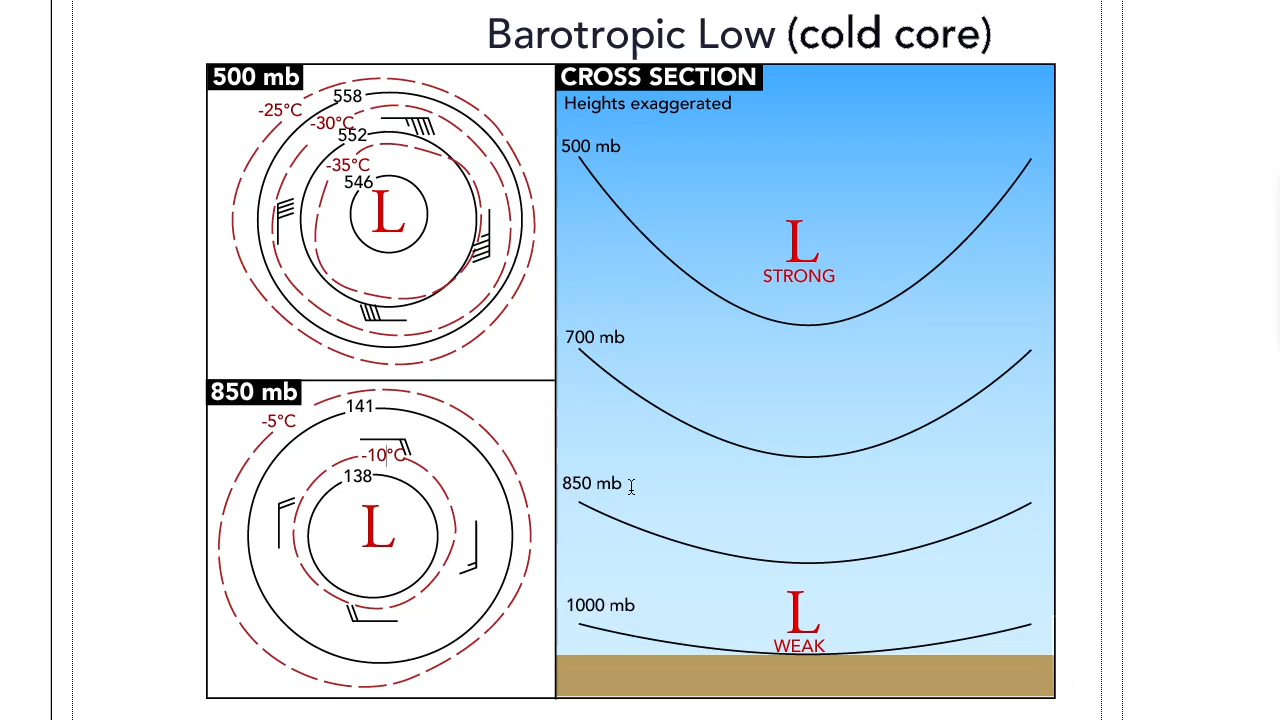 Barotropic Low (cold core)
500 mb
558
-25°C
-30°C
552
-35°C
546
L
850 mb
141
-5°C
-10°C
138
L
CROSS SECTION
Heights exaggerated
500 mb
L
STRONG
700 mb
850 mb
1000 mb
L
WEAK